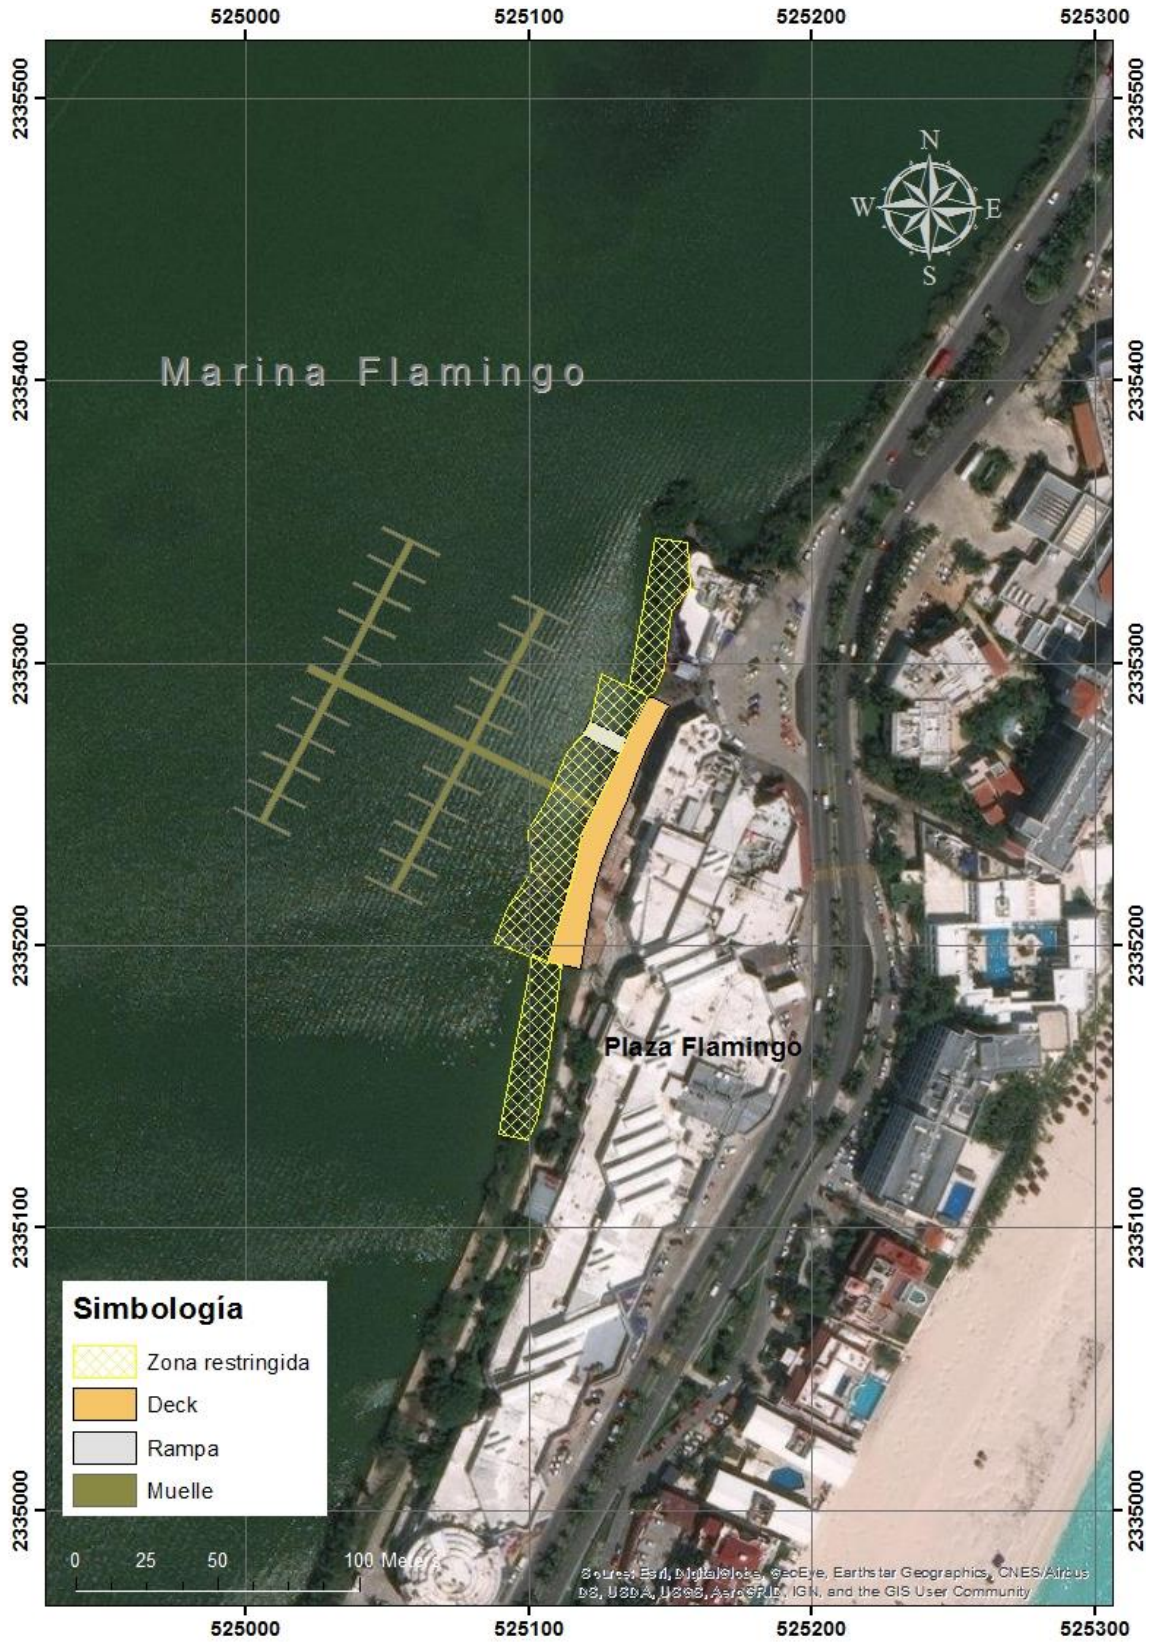 525000 525100 525200 525300
2335500 2335500
N
W E
S
2335400 2335400
Marina Flamingo
2335300 2335300
2335200 2335200
Plaza Flamingo
2335100 2335100
Simbología
Zona restringida
Deck
Rampa
Muelle
2335000 2335000
0 25 50 100 Meters
Source: Esri, DigitalGlobe, GeoEye, Earthstar Geographics, CNES/Airbus
DS, USDA, USGS, AeroGRID, IGN, and the GIS User Community
525000 525100 525200 525300